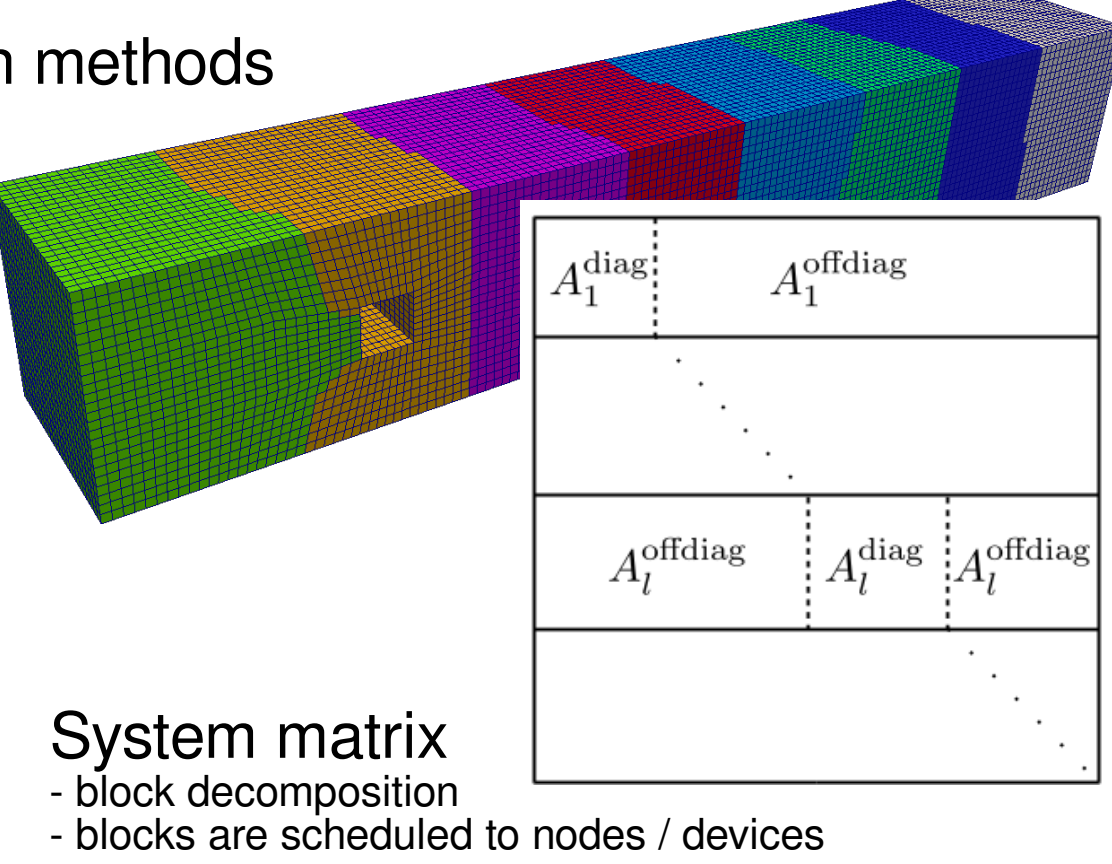 n methods
A_1^diag A_1^offdiag
A_l^offdiag A_l^diag A_l^offdiag
System matrix
- block decomposition
- blocks are scheduled to nodes / devices